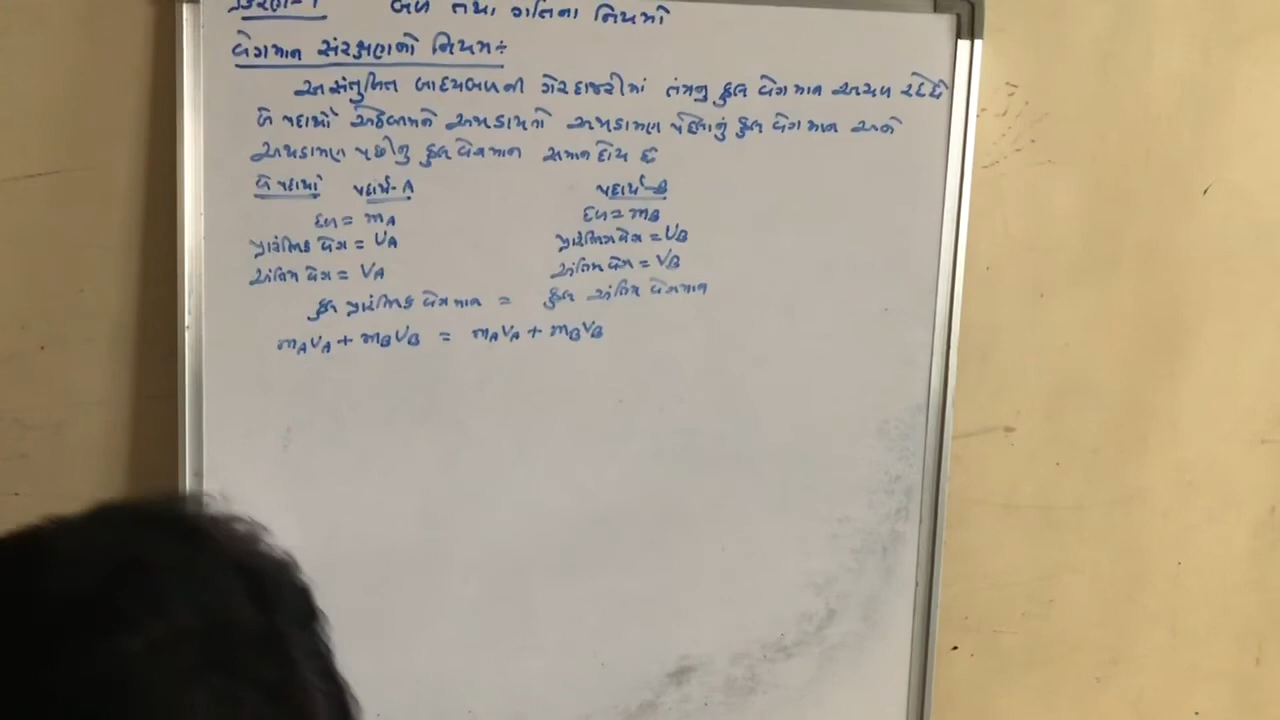 પ્રકરણ-1 બળ તથા ગતિના નિયમો
વેગમાન સંરક્ષણનો નિયમ:-
અસંતુલિત બાહ્યબળની ગેરહાજરીમાં તંત્રનુ કુલ વેગમાન અચળ રહેછે
બે પદાર્થો અથડામણ પહેલાનું કુલ વેગમાન અને
અથડામણ પછીનુ કુલ વેગમાન સમાન હોય છે
બે પદાર્થો પદાર્થ-A પદાર્થ-B
દળ = mA દળ = mB
પ્રારંભિક વેગ = UA પ્રારંભિક વેગ = UB
અંતિમ વેગ = VA અંતિમ વેગ = VB
કુલ પ્રારંભિક વેગમાન = કુલ અંતિમ વેગમાન
mAUA + mBUB = mAVA + mBVB